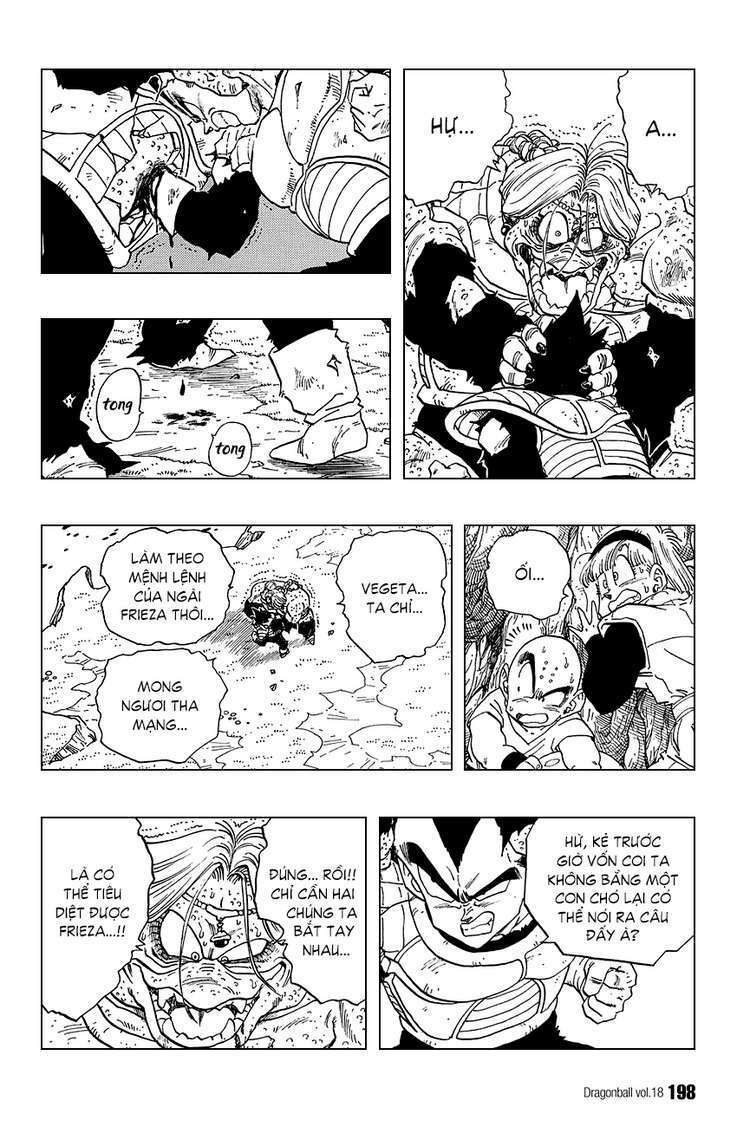 A...
HỰ...
tong
tong
ỐI...
VEGETA...
TA CHỈ...
LÀM THEO
MỆNH LỆNH
CỦA NGÀI
FRIEZA THÔI...
MONG
NGƯƠI THA
MẠNG...
HỪ, KẺ TRƯỚC
GIỜ VỐN COI TA
KHÔNG BẰNG MỘT
CON CHÓ LẠI CÓ
THỂ NÓI RA CÂU
ĐẤY À?
ĐÚNG... RỒI!!
CHỈ CẦN HAI
CHÚNG TA
BẮT TAY
NHAU...
LÀ CÓ
THỂ TIÊU
DIỆT ĐƯỢC
FRIEZA...!!
Dragonball vol.18 198